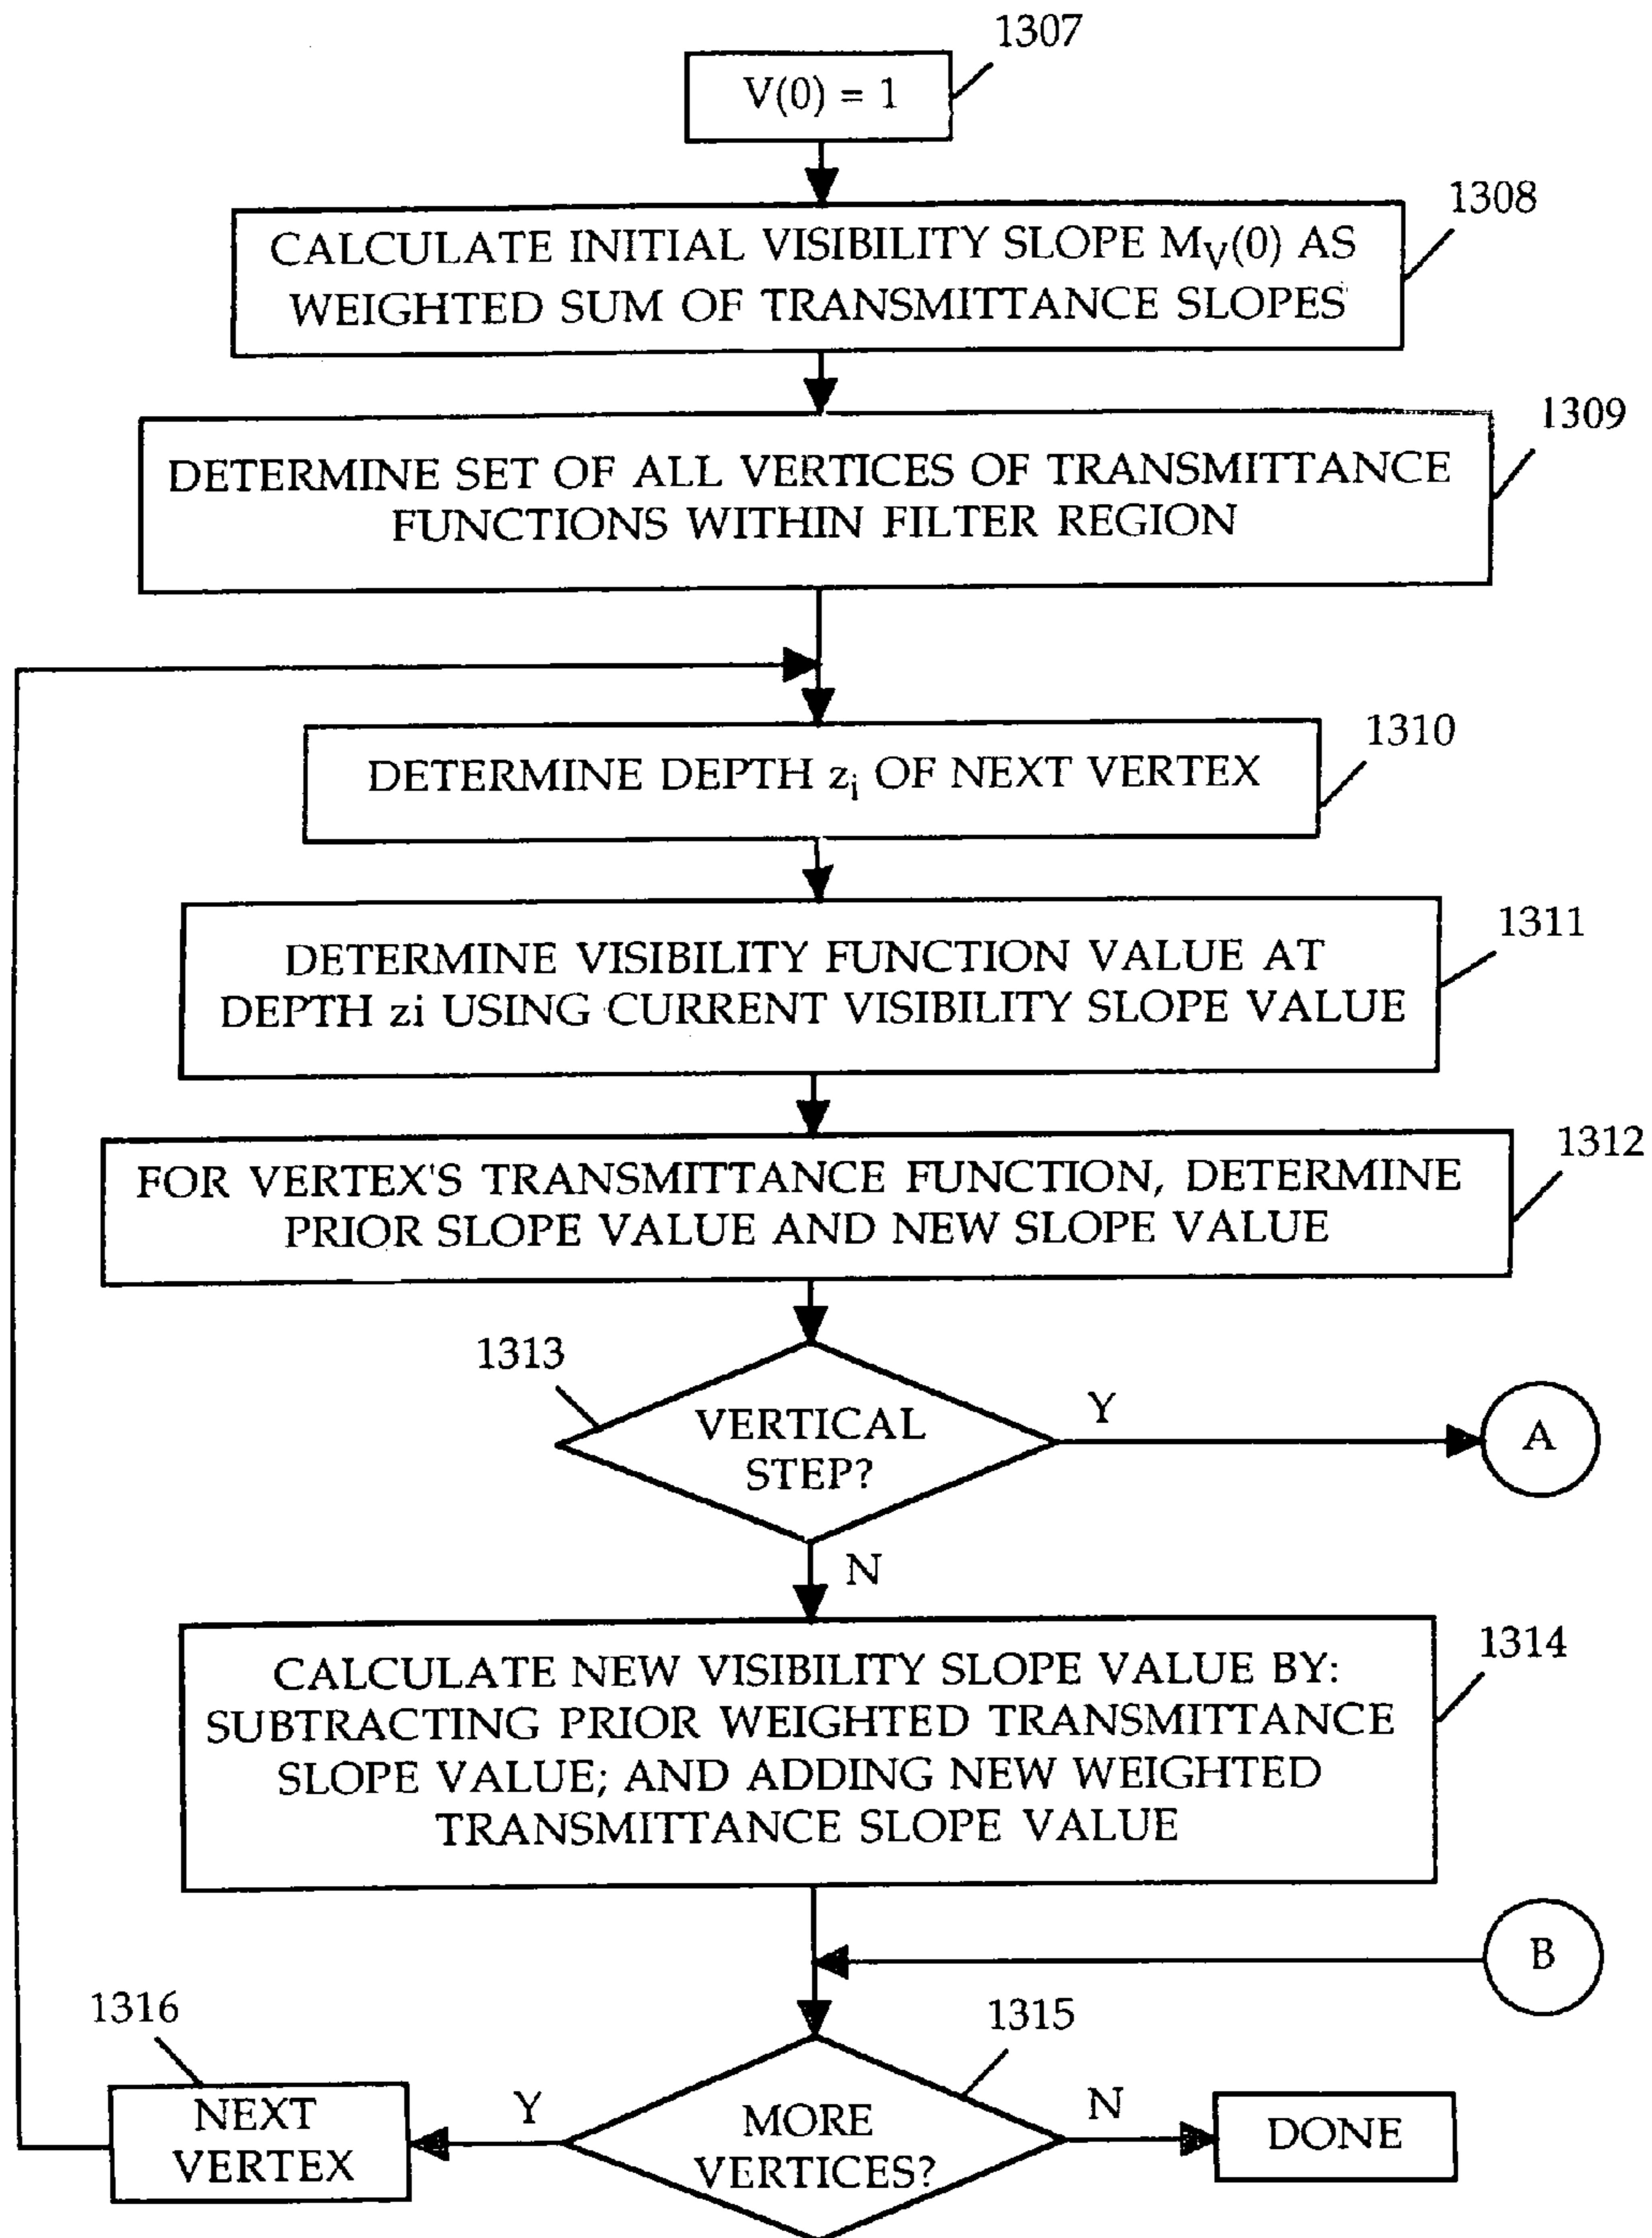 1307
V(0) = 1
1308
CALCULATE INITIAL VISIBILITY SLOPE MV(0) AS
WEIGHTED SUM OF TRANSMITTANCE SLOPES
1309
DETERMINE SET OF ALL VERTICES OF TRANSMITTANCE
FUNCTIONS WITHIN FILTER REGION
1310
DETERMINE DEPTH zi OF NEXT VERTEX
1311
DETERMINE VISIBILITY FUNCTION VALUE AT
DEPTH zi USING CURRENT VISIBILITY SLOPE VALUE
1312
FOR VERTEX'S TRANSMITTANCE FUNCTION, DETERMINE
PRIOR SLOPE VALUE AND NEW SLOPE VALUE
1313
VERTICAL
STEP?
Y
A
N
1314
CALCULATE NEW VISIBILITY SLOPE VALUE BY:
SUBTRACTING PRIOR WEIGHTED TRANSMITTANCE
SLOPE VALUE; AND ADDING NEW WEIGHTED
TRANSMITTANCE SLOPE VALUE
B
1316
1315
NEXT
VERTEX
Y
MORE
VERTICES?
N
DONE